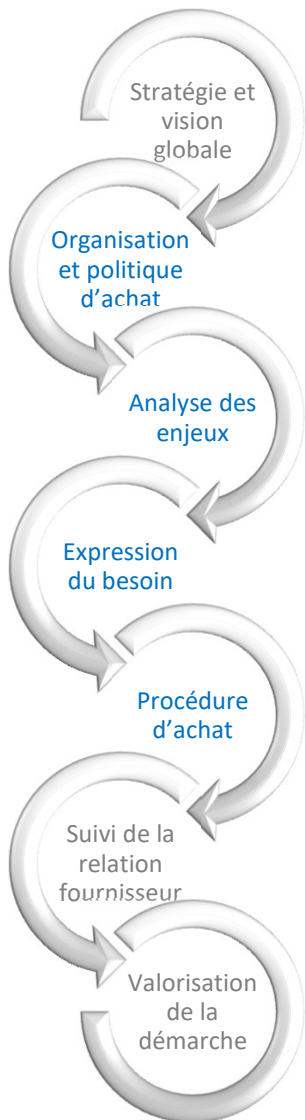 Stratégie et
vision
globale
Organisation
et politique
d'achat
Analyse des
enjeux
Expression
du besoin
Procédure
d'achat
Suivi de la
relation
fournisseur
Valorisation
de la
démarche